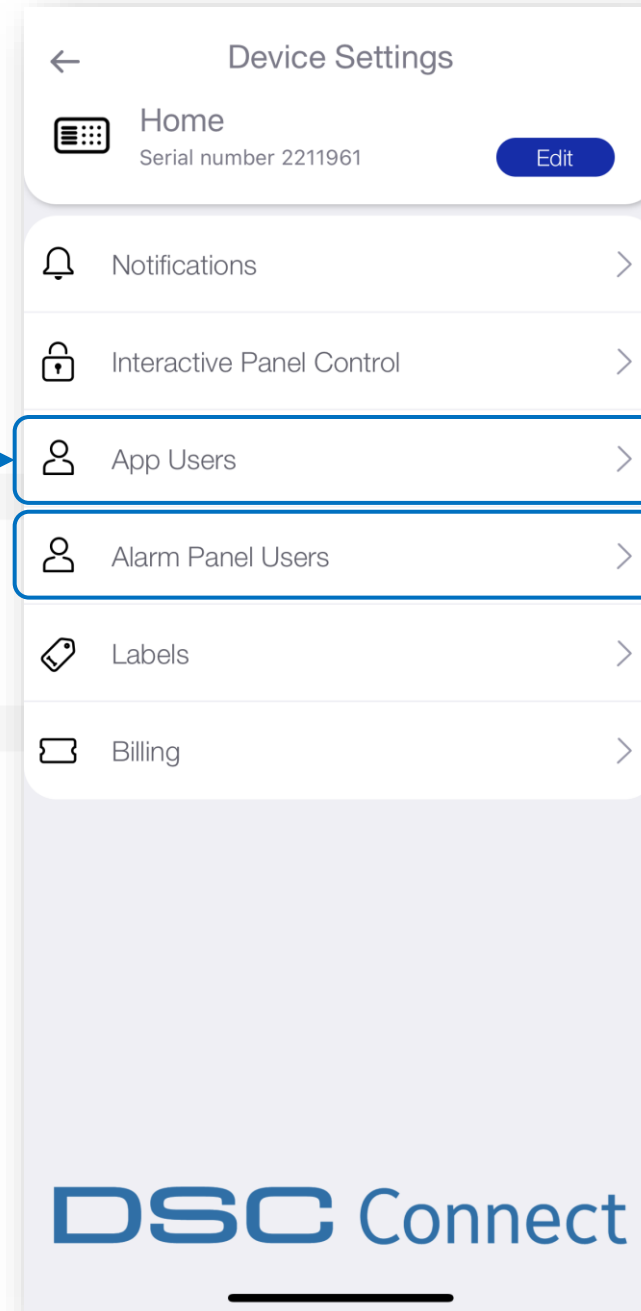 Device Settings
Home
Serial number 2211961
Edit
Notifications
Interactive Panel Control
App Users
Alarm Panel Users
Labels
Billing
DSC Connect